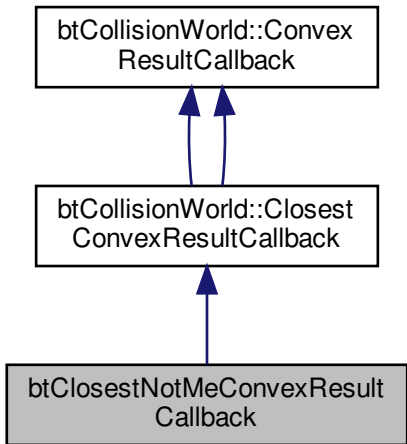 btCollisionWorld::Convex
ResultCallback
btCollisionWorld::Closest
ConvexResultCallback
btClosestNotMeConvexResult
Callback